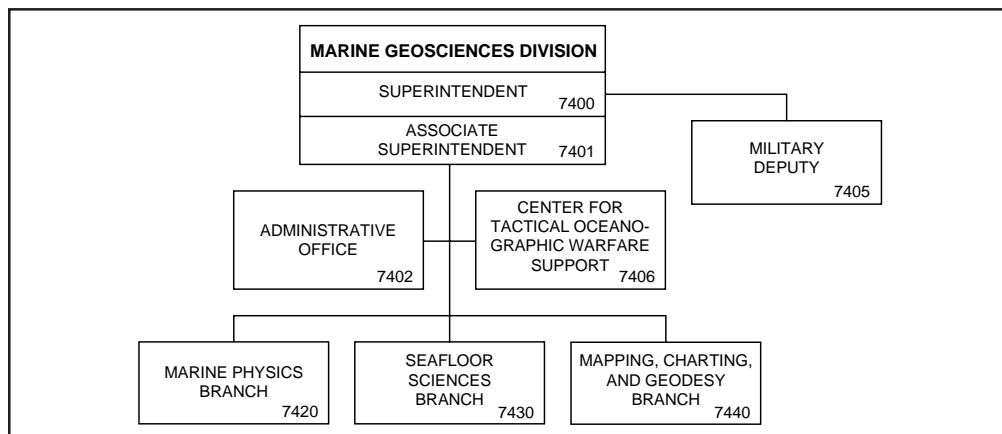 MARINE GEOSCIENCES DIVISION
SUPERINTENDENT
7400
ASSOCIATE
SUPERINTENDENT
7401
MILITARY
DEPUTY
7405
ADMINISTRATIVE
OFFICE
7402
CENTER FOR
TACTICAL OCEANO-
GRAPHIC WARFARE
SUPPORT
7406
MARINE PHYSICS
BRANCH
7420
SEAFLOOR
SCIENCES
BRANCH
7430
MAPPING, CHARTING,
AND GEODESY
BRANCH
7440